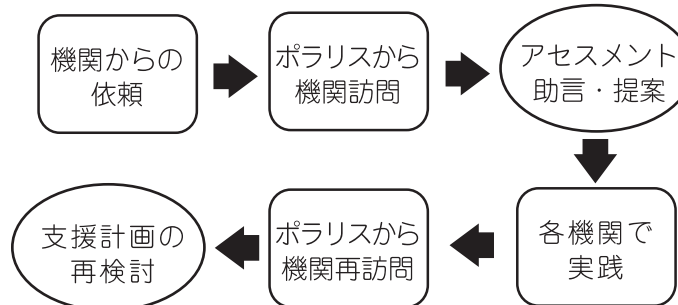 機関からの
依頼
ポラリスから
機関訪問
アセスメント
助言・提案
各機関で
実践
ポラリスから
機関再訪問
支援計画の
再検討